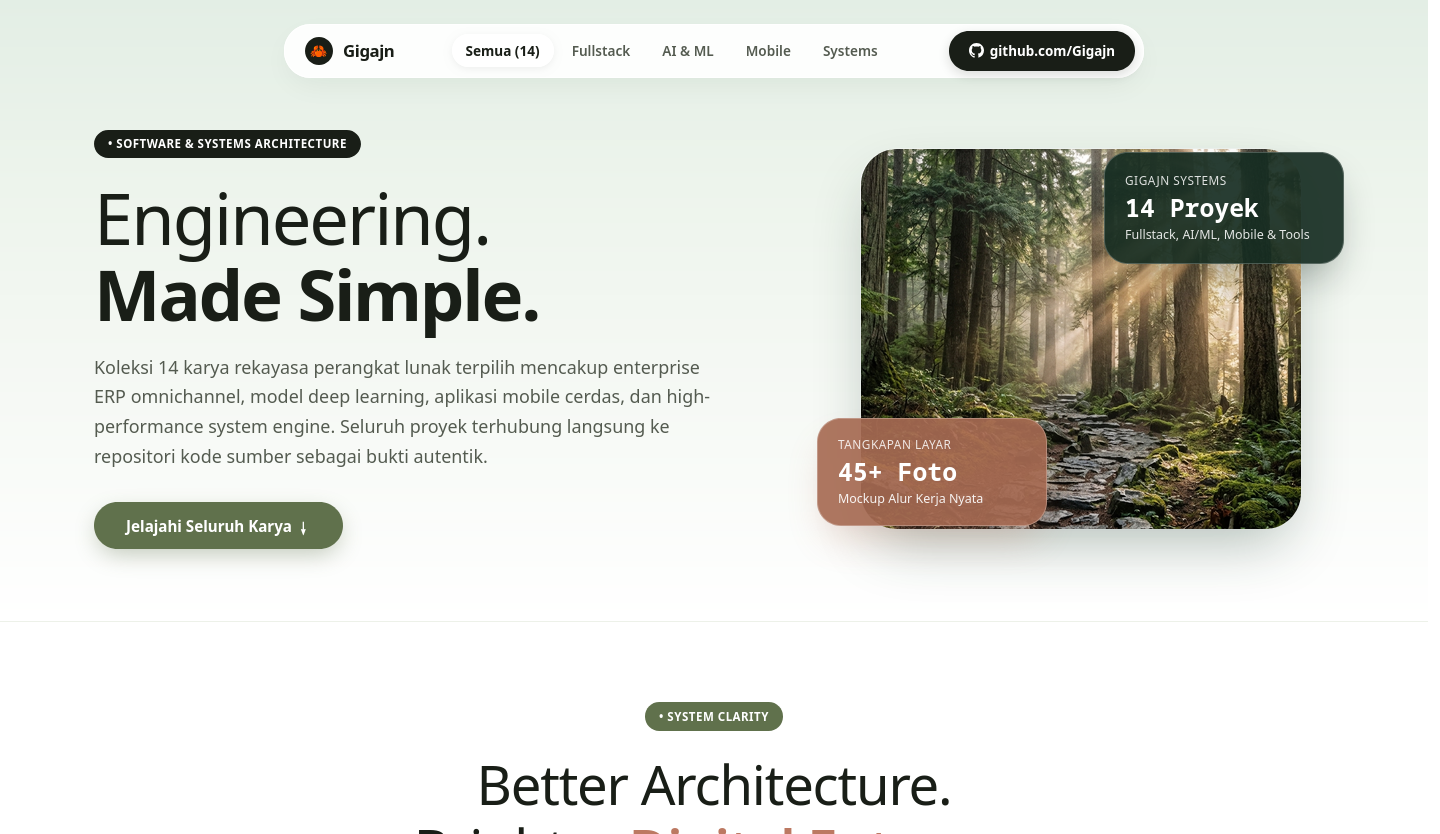 Gigajn
Semua (14)
Fullstack
AI & ML
Mobile
Systems
github.com/Gigajn
• SOFTWARE & SYSTEMS ARCHITECTURE
Engineering.
Made Simple.
Koleksi 14 karya rekayasa perangkat lunak terpilih mencakup enterprise
ERP omnichannel, model deep learning, aplikasi mobile cerdas, dan high-
performance system engine. Seluruh proyek terhubung langsung ke
repositori kode sumber sebagai bukti autentik.
Jelajahi Seluruh Karya ↓
GIGAJN SYSTEMS
14 Proyek
Fullstack, AI/ML, Mobile & Tools
TANGKAPAN LAYAR
45+ Foto
Mockup Alur Kerja Nyata
• SYSTEM CLARITY
Better Architecture.